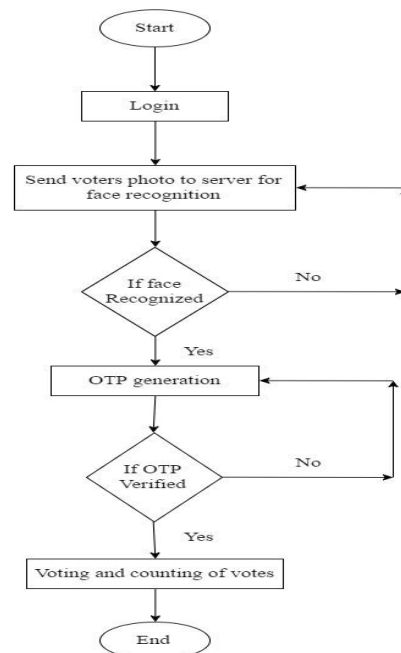 Start
Login
Send voters photo to server for
face recognition
If face
Recognized
No
Yes
OTP generation
If OTP
Verified
No
Yes
Voting and counting of votes
End